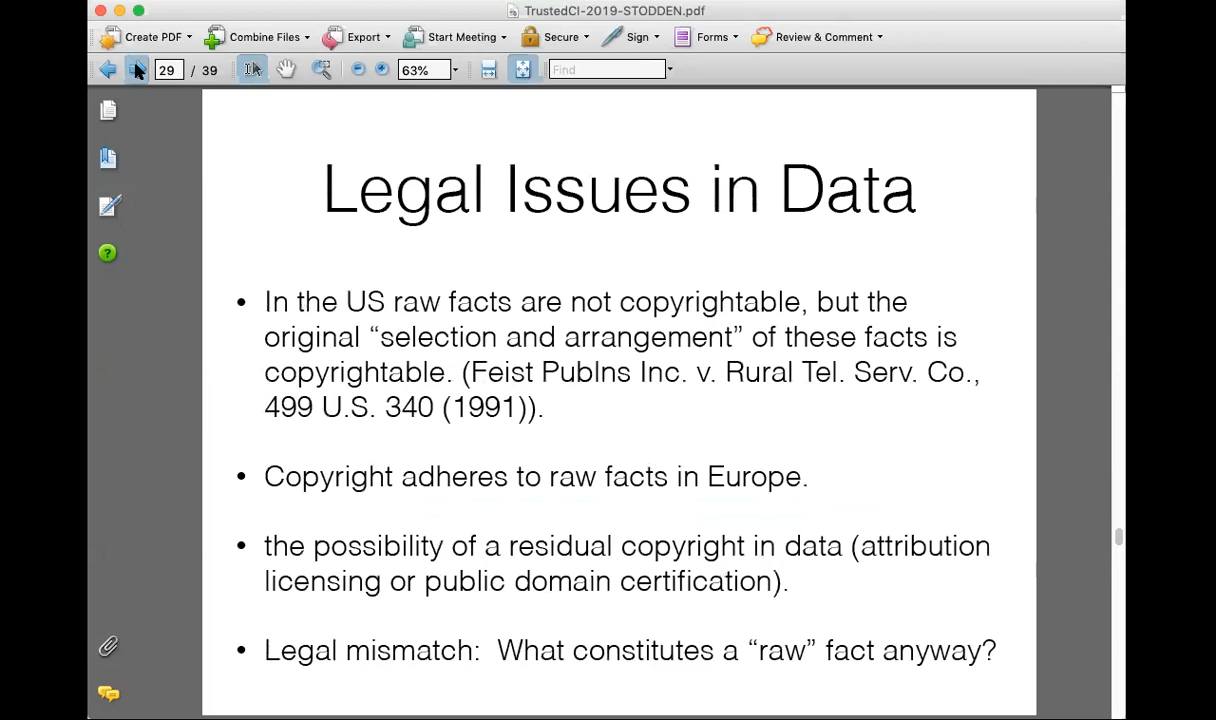 TrustedCI-2019-STODDEN.pdf
Create PDF Combine Files Export Start Meeting Secure Sign Forms Review & Comment
29 / 39 63% Find
Legal Issues in Data
• In the US raw facts are not copyrightable, but the
original “selection and arrangement” of these facts is
copyrightable. (Feist Publns Inc. v. Rural Tel. Serv. Co.,
499 U.S. 340 (1991)).
• Copyright adheres to raw facts in Europe.
• the possibility of a residual copyright in data (attribution
licensing or public domain certification).
• Legal mismatch: What constitutes a “raw” fact anyway?